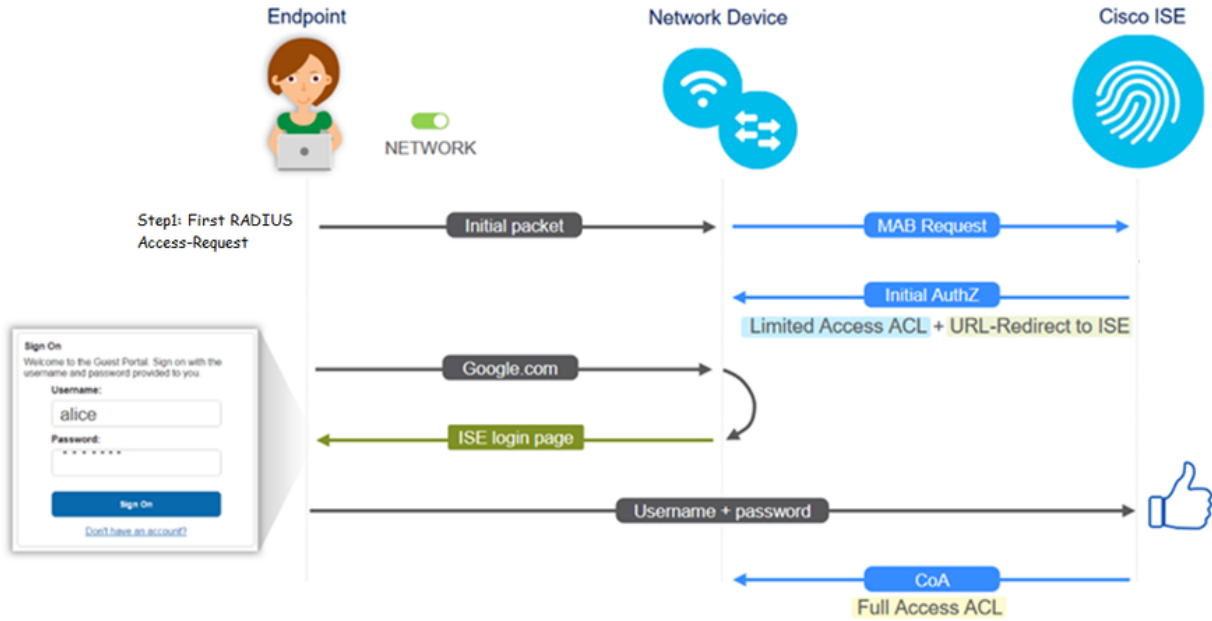 Endpoint
Network Device
Cisco ISE
NETWORK
Step1: First RADIUS
Access-Request
Initial packet
MAB Request
Initial AuthZ
Limited Access ACL + URL-Redirect to ISE
Sign On
Welcome to the Guest Portal. Sign on with the
username and password provided to you.
Username:
alice
Password:
Sign On
Don't have an account?
Google.com
ISE login page
Username + password
CoA
Full Access ACL